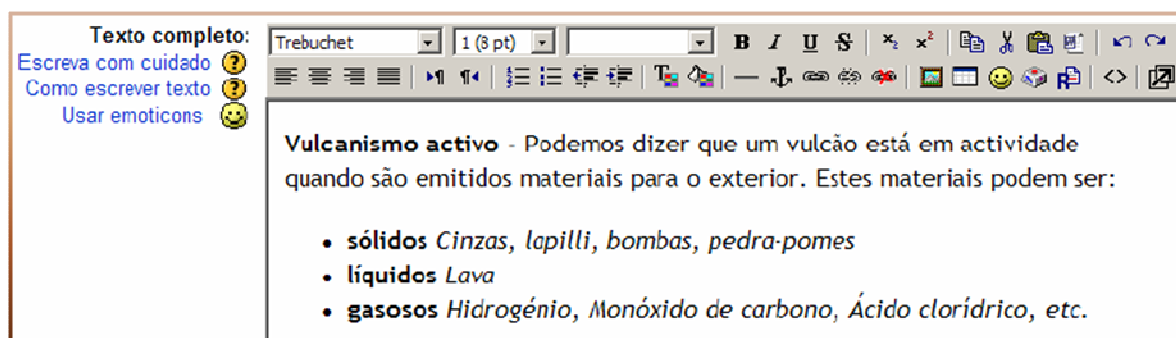 Texto completo:
Escreva com cuidado
Como escrever texto
Usar emoticons
Trebuchet 1 (8 pt) B I U S x₂ x²
Vulcanismo activo - Podemos dizer que um vulcão está em actividade
quando são emitidos materiais para o exterior. Estes materiais podem ser:
• sólidos Cinzas, lapilli, bombas, pedra-pomes
• líquidos Lava
• gasosos Hidrogénio, Monóxido de carbono, Ácido clorídrico, etc.